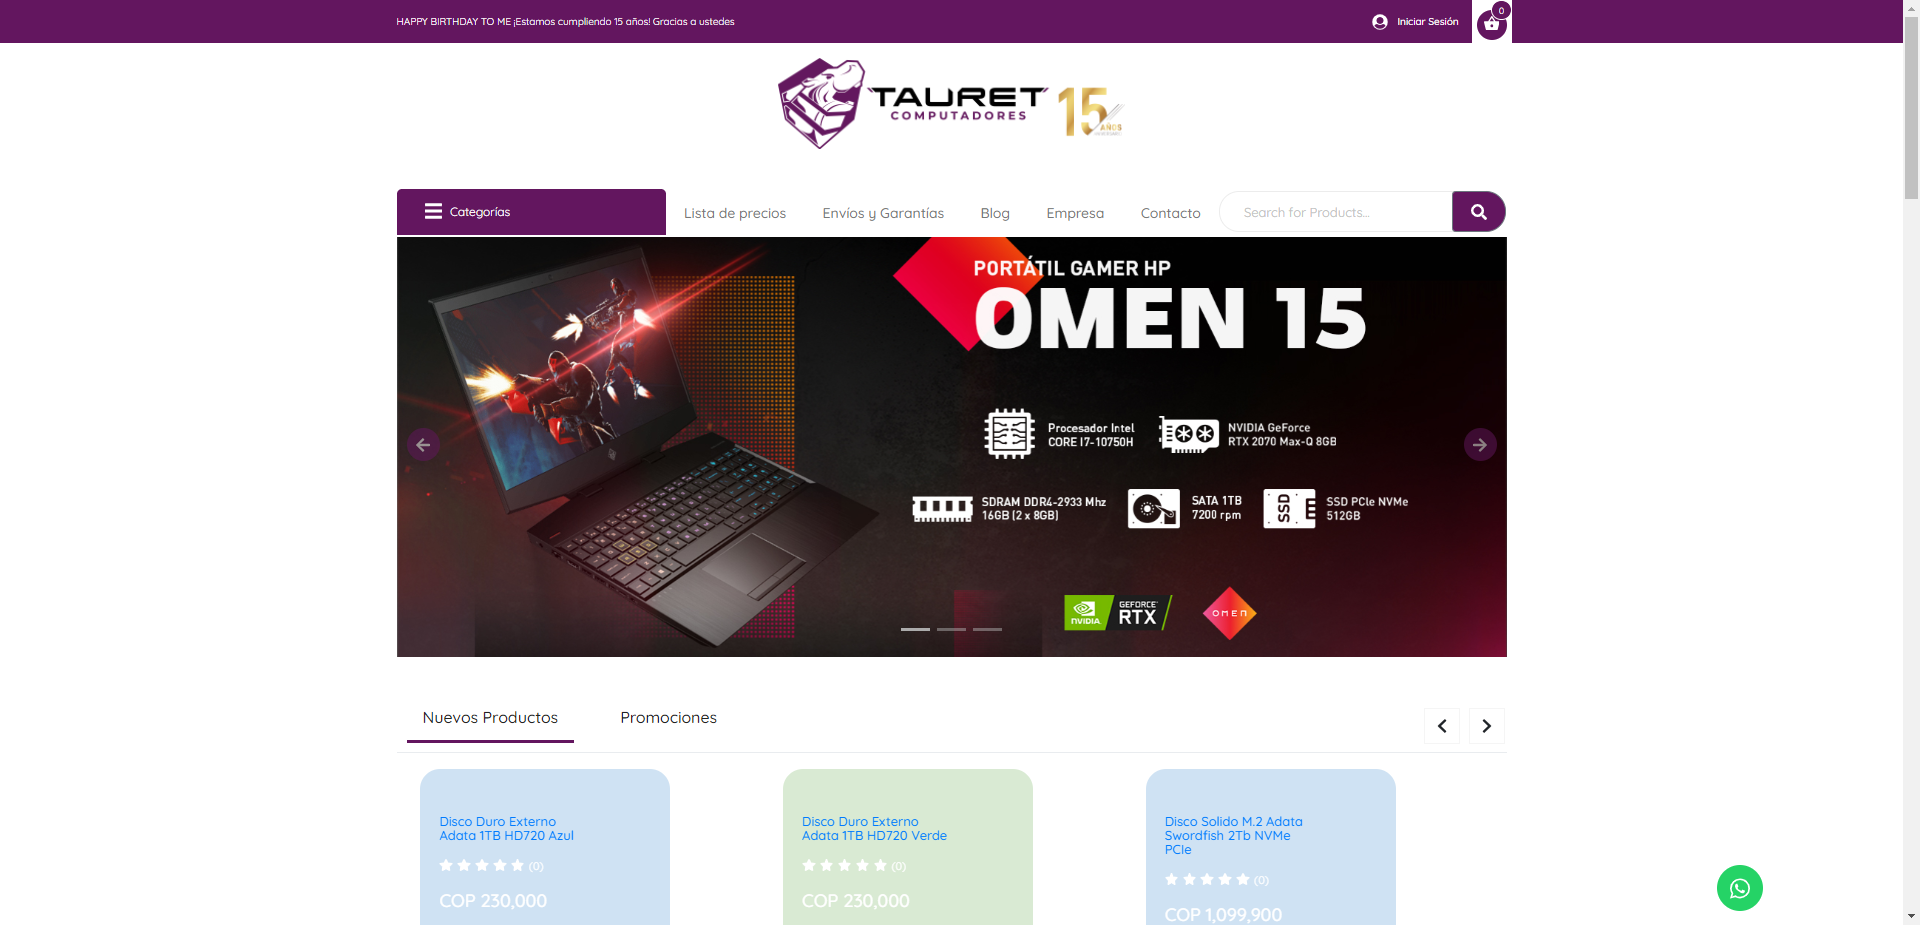 HAPPY BIRTHDAY TO ME ¡Estamos cumpliendo 15 años! Gracias a ustedes
Iniciar Sesión
0
TAURET
COMPUTADORES
15
AÑOS
Categorías
Lista de precios
Envíos y Garantías
Blog
Empresa
Contacto
Search for Products...
PORTÁTIL GAMER HP
OMEN 15
Procesador Intel
CORE I7-10750H
NVIDIA GeForce
RTX 2070 Max-Q 8GB
SDRAM DDR4-2933 Mhz
16GB (2 x 8GB)
SATA 1TB
7200 rpm
SSD
SSD PCIe NVMe
512GB
NVIDIA
GEFORCE
RTX
OMEN
Nuevos Productos
Promociones
Disco Duro Externo
Adata 1TB HD720 Azul
(0)
COP 230,000
Disco Duro Externo
Adata 1TB HD720 Verde
(0)
COP 230,000
Disco Solido M.2 Adata
Swordfish 2Tb NVMe
PCIe
(0)
COP 1,099,900